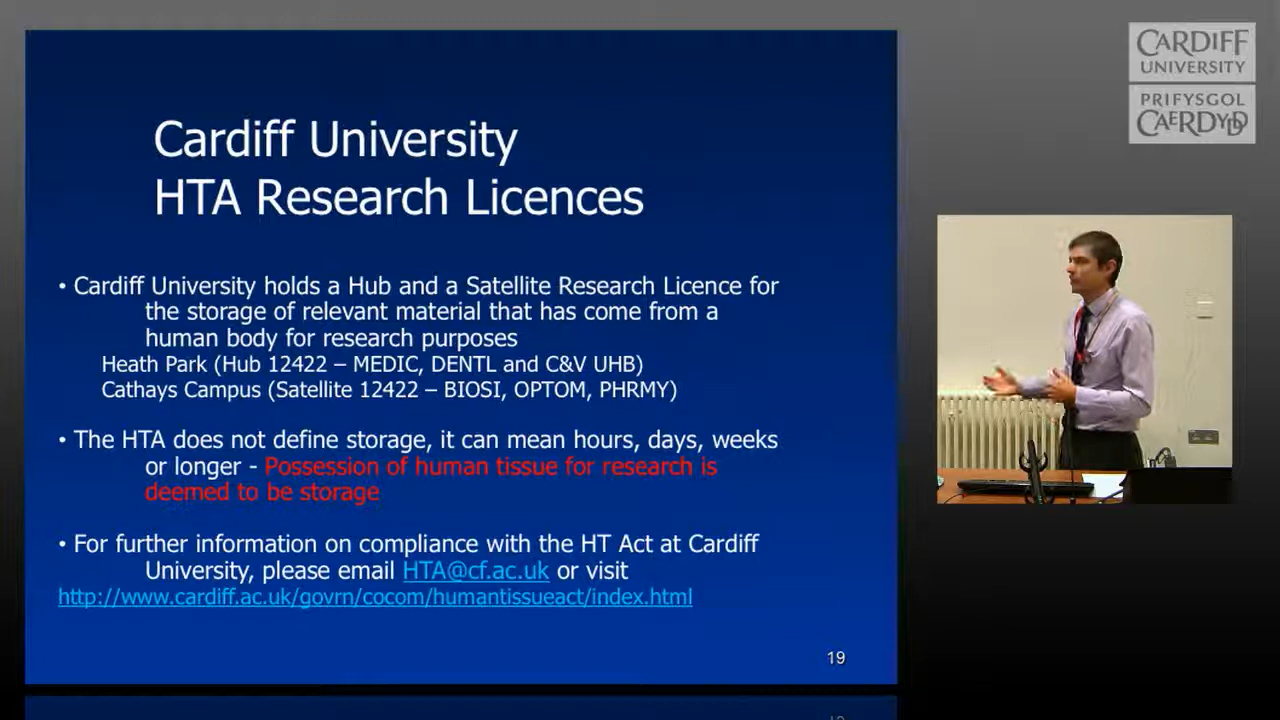 CARDIFF
UNIVERSITY
PRIFYSGOL
CAERDYDD
Cardiff University
HTA Research Licences
• Cardiff University holds a Hub and a Satellite Research Licence for
the storage of relevant material that has come from a
human body for research purposes
Heath Park (Hub 12422 – MEDIC, DENTL and C&V UHB)
Cathays Campus (Satellite 12422 – BIOSI, OPTOM, PHRMY)
• The HTA does not define storage, it can mean hours, days, weeks
or longer - Possession of human tissue for research is
deemed to be storage
• For further information on compliance with the HT Act at Cardiff
University, please email HTA@cf.ac.uk or visit
http://www.cardiff.ac.uk/govrn/cocom/humantissueact/index.html
19